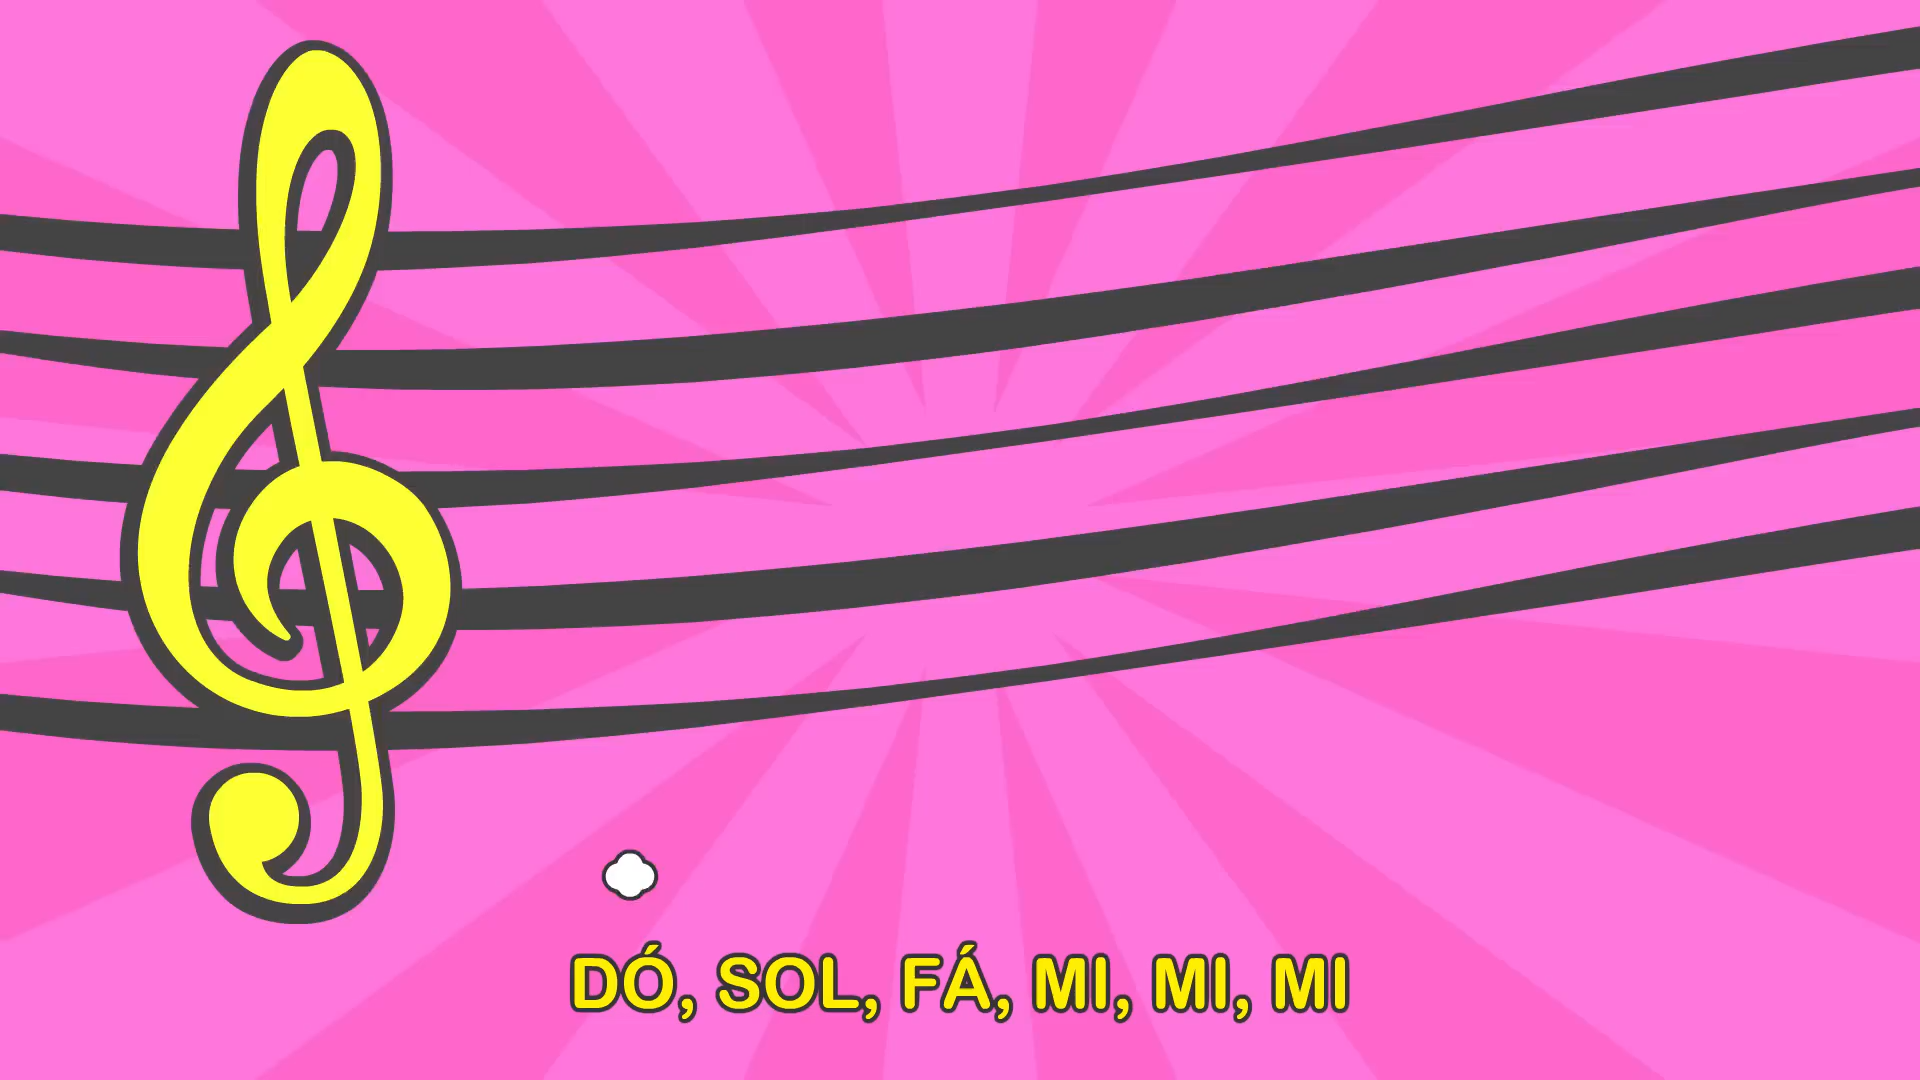 DÓ, SOL, FÁ, MI, MI, MI